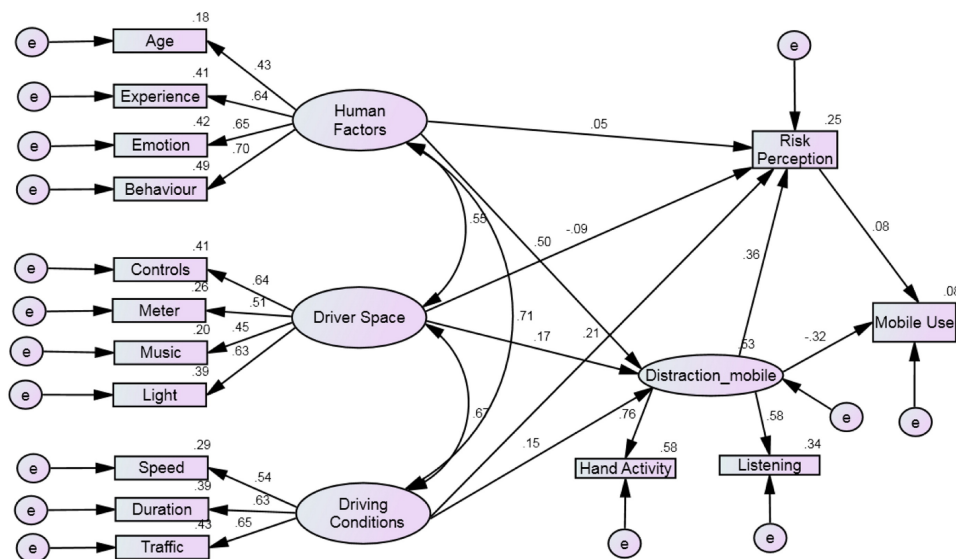 .18
e
Age
.43
.41
e
Experience
.64
.42
e
Emotion
.65
.70
.49
e
Behaviour
Human
Factors
.05
e
.25
Risk
Perception
.55
.50
-.09
.36
.08
.41
e
Controls
.64
.26
e
Meter
.51
.20
e
Music
.45
.63
.39
e
Light
Driver Space
.71
.17
.21
.53
-.32
.08
Mobile Use
e
Distraction_mobile
e
.67
.15
.76
.58
.58
Hand Activity
e
.34
Listening
e
.29
e
Speed
.54
.39
e
Duration
.63
.43
e
Traffic
.65
Driving
Conditions